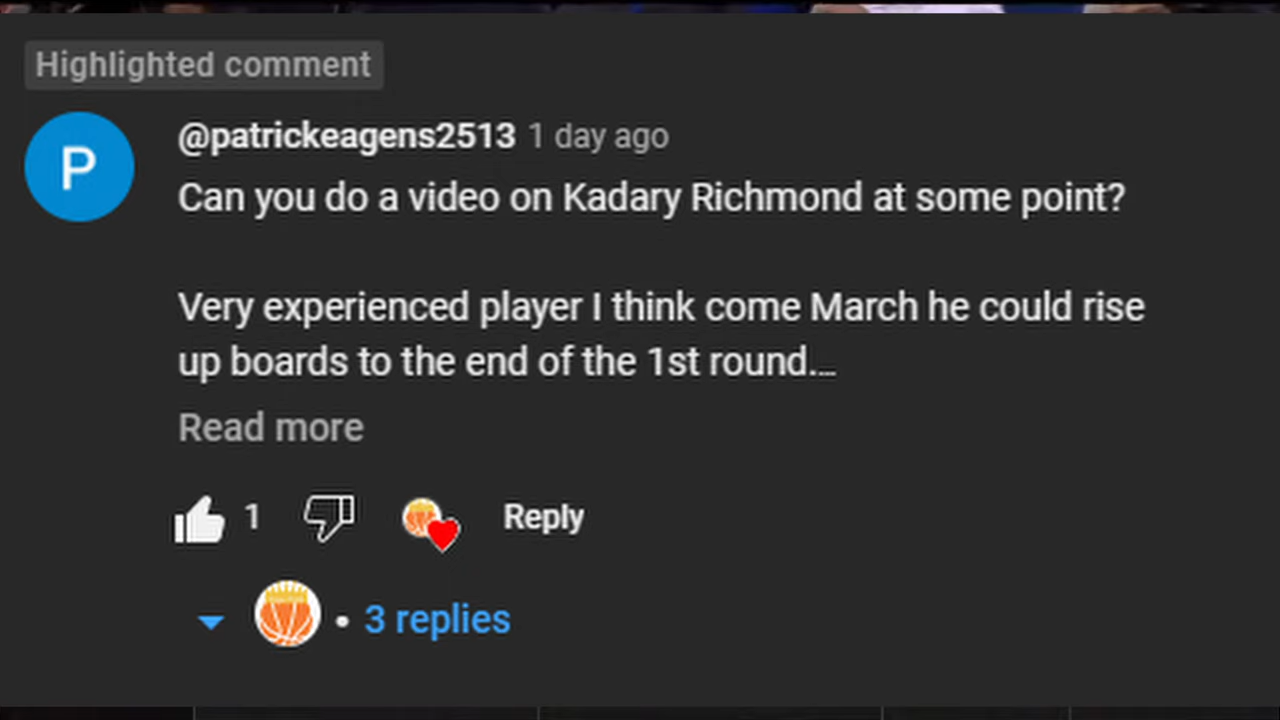 Highlighted comment
P
@patrickeagens2513 1 day ago
Can you do a video on Kadary Richmond at some point?
Very experienced player I think come March he could rise
up boards to the end of the 1st round.…
Read more
1 Reply
• 3 replies